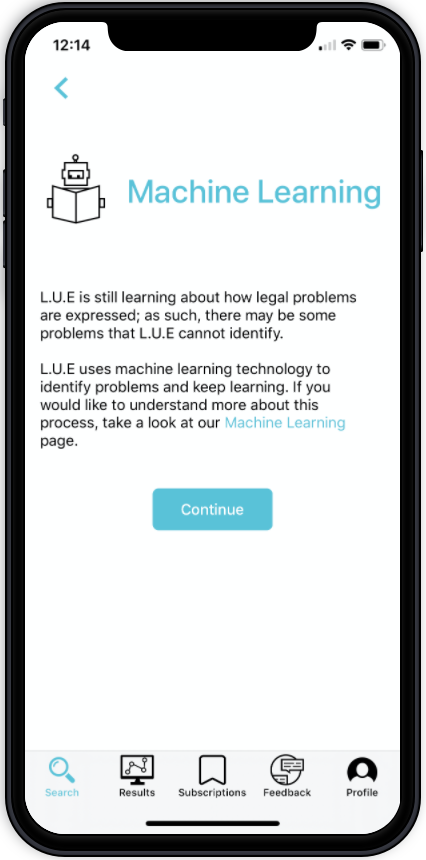 12:14
Machine Learning
L.U.E is still learning about how legal problems
are expressed; as such, there may be some
problems that L.U.E cannot identify.
L.U.E uses machine learning technology to
identify problems and keep learning. If you
would like to understand more about this
process, take a look at our Machine Learning
page.
Continue
Search Results Subscriptions Feedback Profile